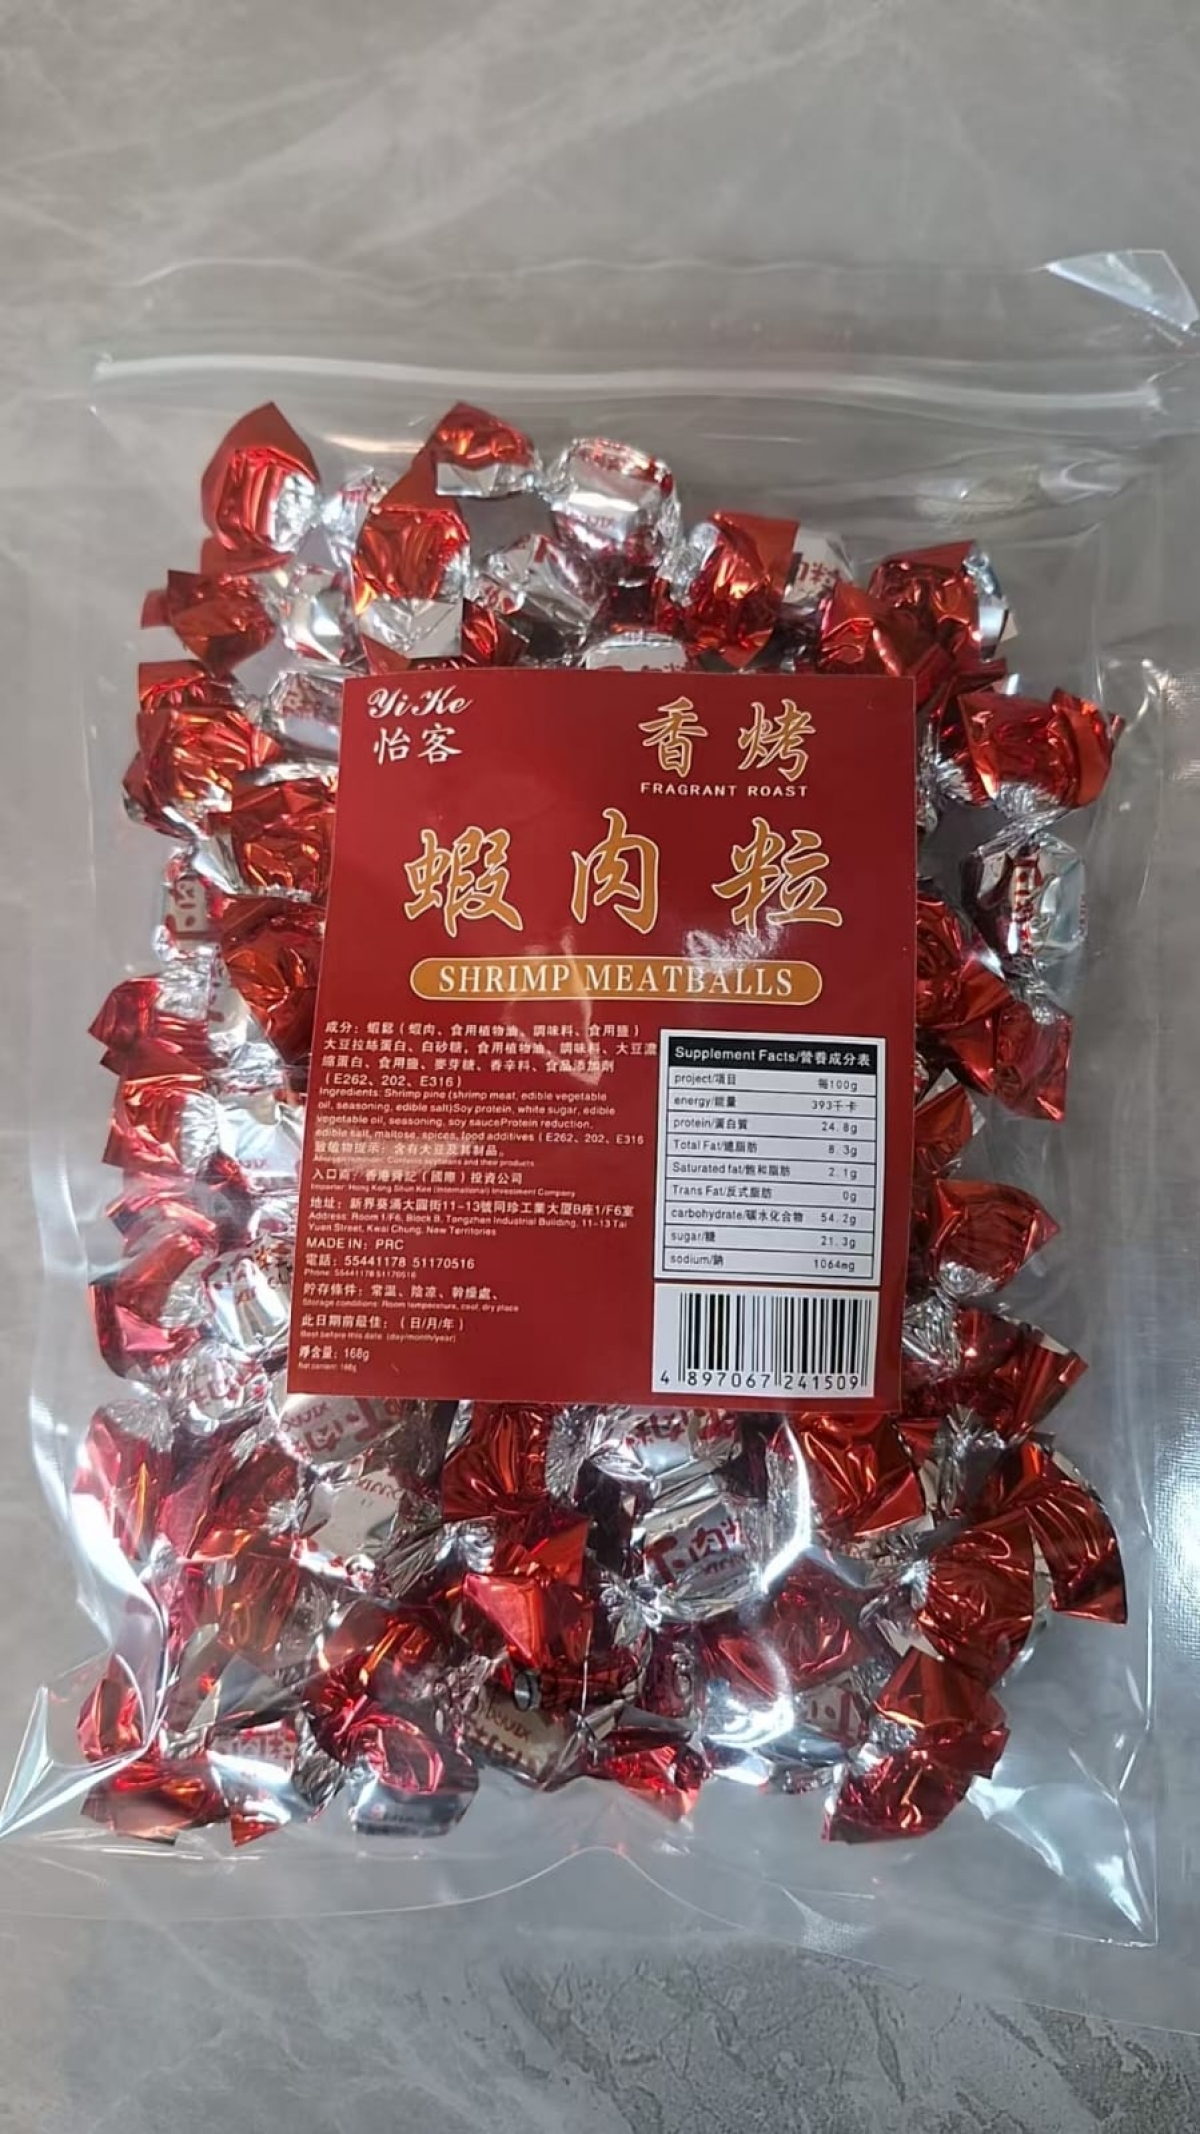 Yi Ke
怡客
香烤
FRAGRANT ROAST
蝦肉粒
SHRIMP MEATBALLS
成分：蝦鬆（蝦肉、食用植物油、調味料、食用鹽）
大豆拉絲蛋白、白砂糖，食用植物油、調味料、大豆濃
縮蛋白、食用鹽、麥芽糖、香辛料、食品添加劑
（E262、202、E316）
Ingredients: Shrimp pine (shrimp meat, edible vegetable
oil, seasoning, edible salt)Soy protein, white sugar, edible
vegetable oil, seasoning, soy sauceProtein reduction,
edible salt, maltose, spices, food additives（E262、202、E316
致敏物提示：含有大豆及其制品。
Allergen reminder: Contains soybeans and their products
入口商：香港舜記（國際）投資公司
Importer: Hong Kong Shun Kee (International) Investment Company
地址：新界葵涌大圓街11-13號同珍工業大厦B座1/F6室
Address: Room 1/F6, Block B, Tongzhen Industrial Building, 11-13 Tai
Yuen Street, Kwai Chung, New Territories
MADE IN：PRC
電話：55441178 51170516
Phone: 55441178 51170516
貯存條件：常溫、陰凉、幹燥處、
Storage conditions: Room temperature, cool, dry place
此日期前最佳：（日/月/年）
Best before this date (day/month/year)
淨含量：168g
Net content: 168g
Supplement Facts/營養成分表
project/項目 每100g
energy/能量 393千卡
protein/蛋白質 24.8g
Total Fat/總脂肪 8.3g
Saturated fat/飽和脂肪 2.1g
Trans Fat/反式脂肪 0g
carbohydrate/碳水化合物 54.2g
sugar/糖 21.3g
sodium/鈉 1064mg
4 897067 241509